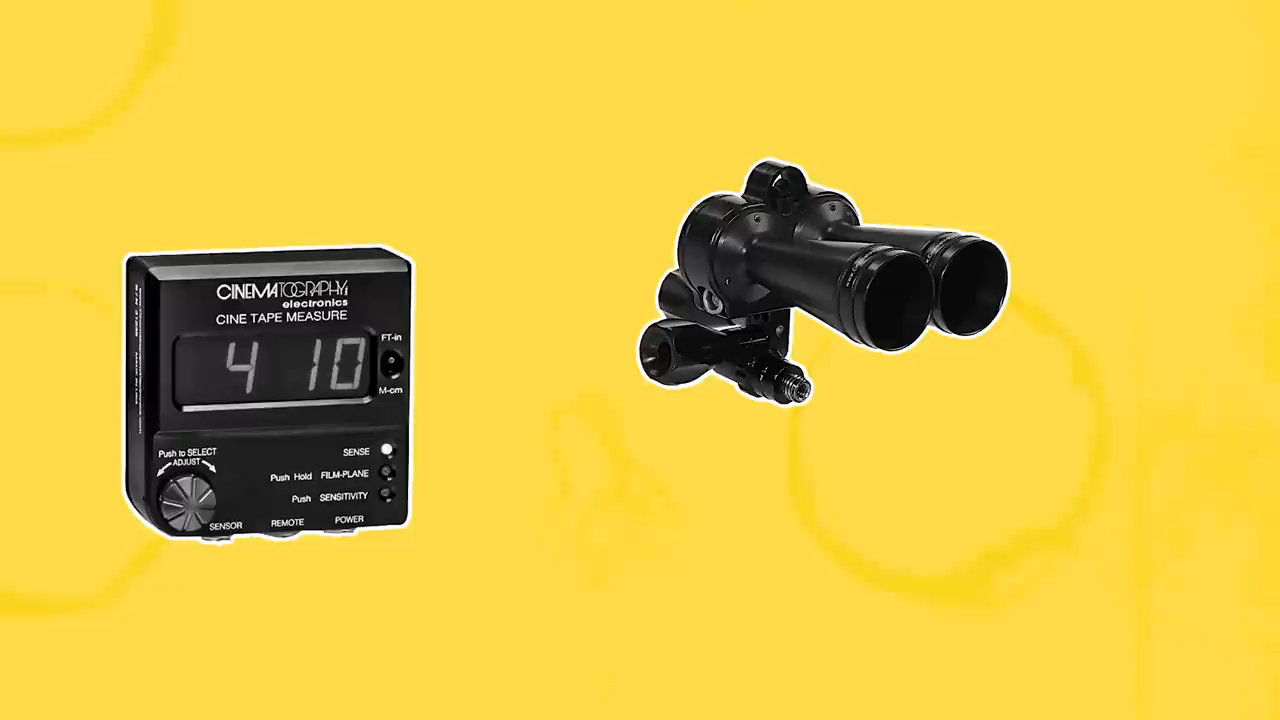 CINEMATOGRAPHY
electronics
CINE TAPE MEASURE
4 10
FT-in
M-cm
Push to SELECT
ADJUST
SENSE
Push Hold FILM-PLANE
Push SENSITIVITY
SENSOR REMOTE POWER